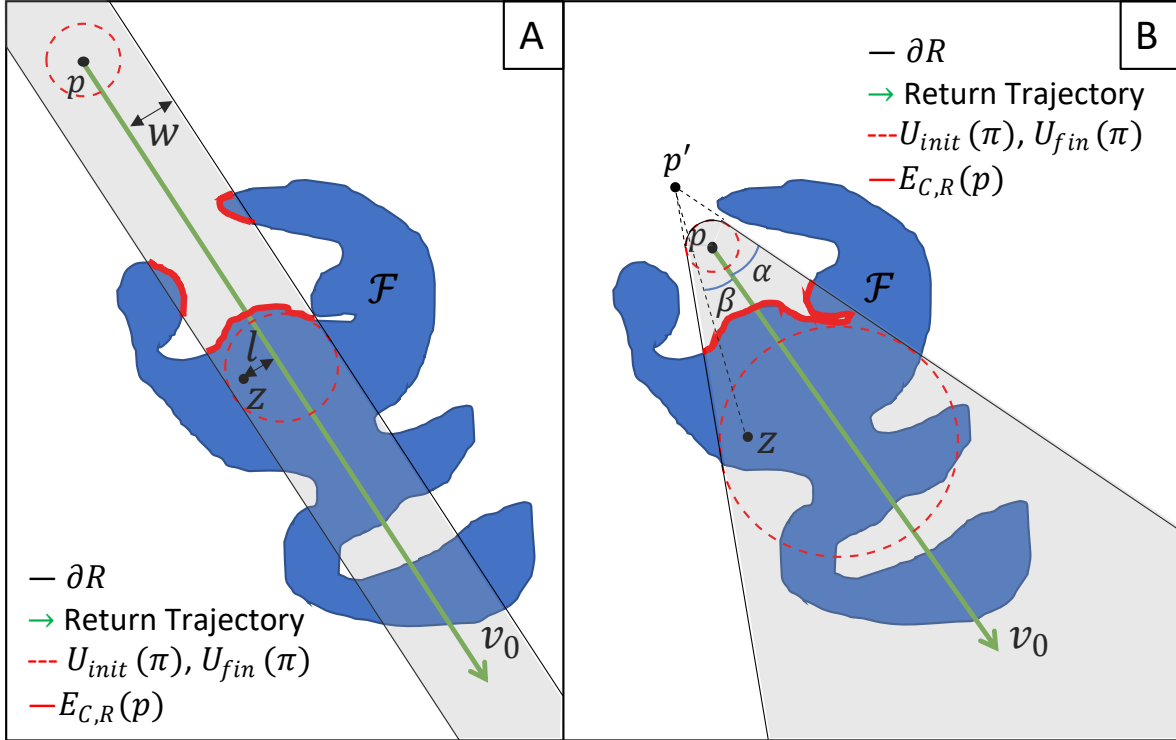 A
p
w
ℱ
l
z
v₀
— ∂R
→ Return Trajectory
--- U_init(π), U_fin(π)
— E_C,R(p)
B
— ∂R
→ Return Trajectory
--- U_init(π), U_fin(π)
— E_C,R(p)
p′
p
α
β
ℱ
z
v₀